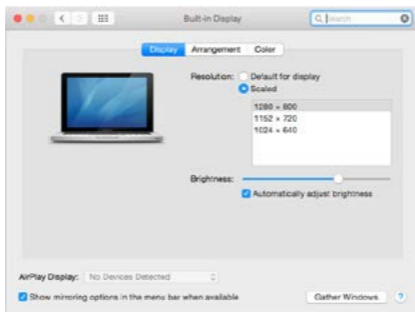 Built-in Display
Search
Display Arrangement Color
Resolution: Default for display
Scaled
1280 × 800
1152 × 720
1024 × 640
Brightness:
Automatically adjust brightness
AirPlay Display: No Devices Detected
Show mirroring options in the menu bar when available
Gather Windows ?